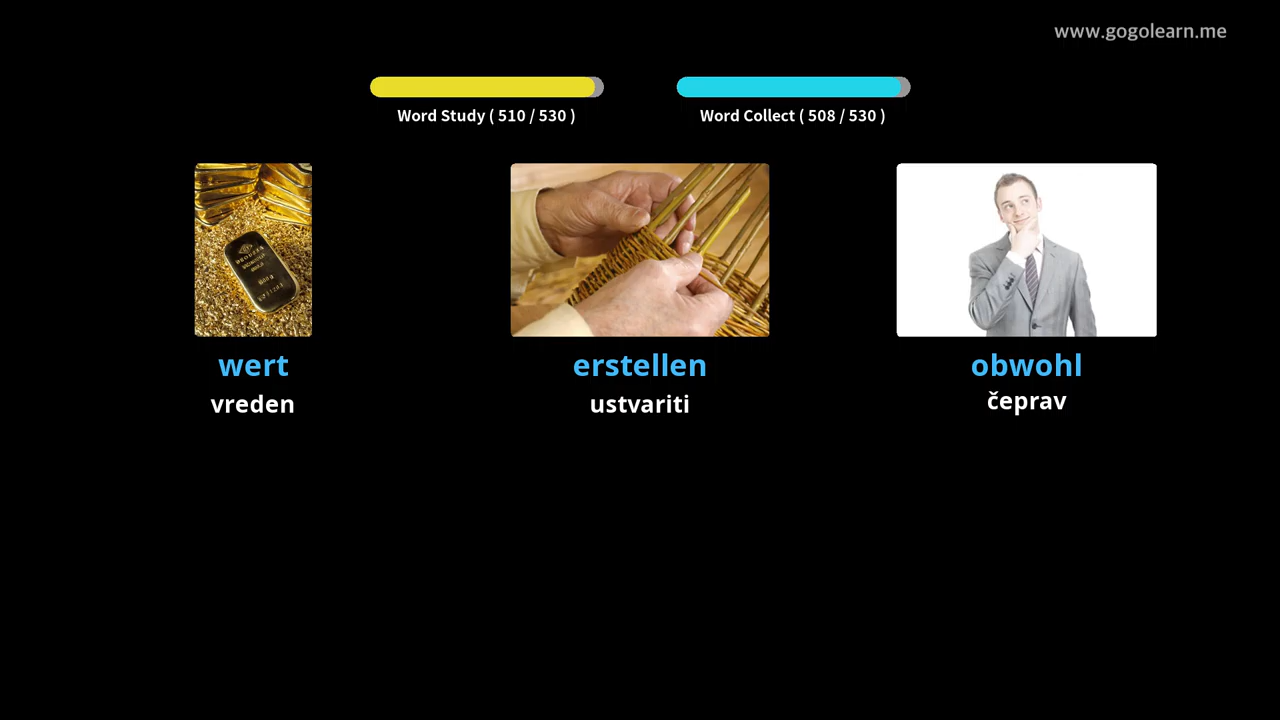 www.gogolearn.me
Word Study ( 510 / 530 )
Word Collect ( 508 / 530 )
wert
erstellen
obwohl
vreden
ustvariti
čeprav